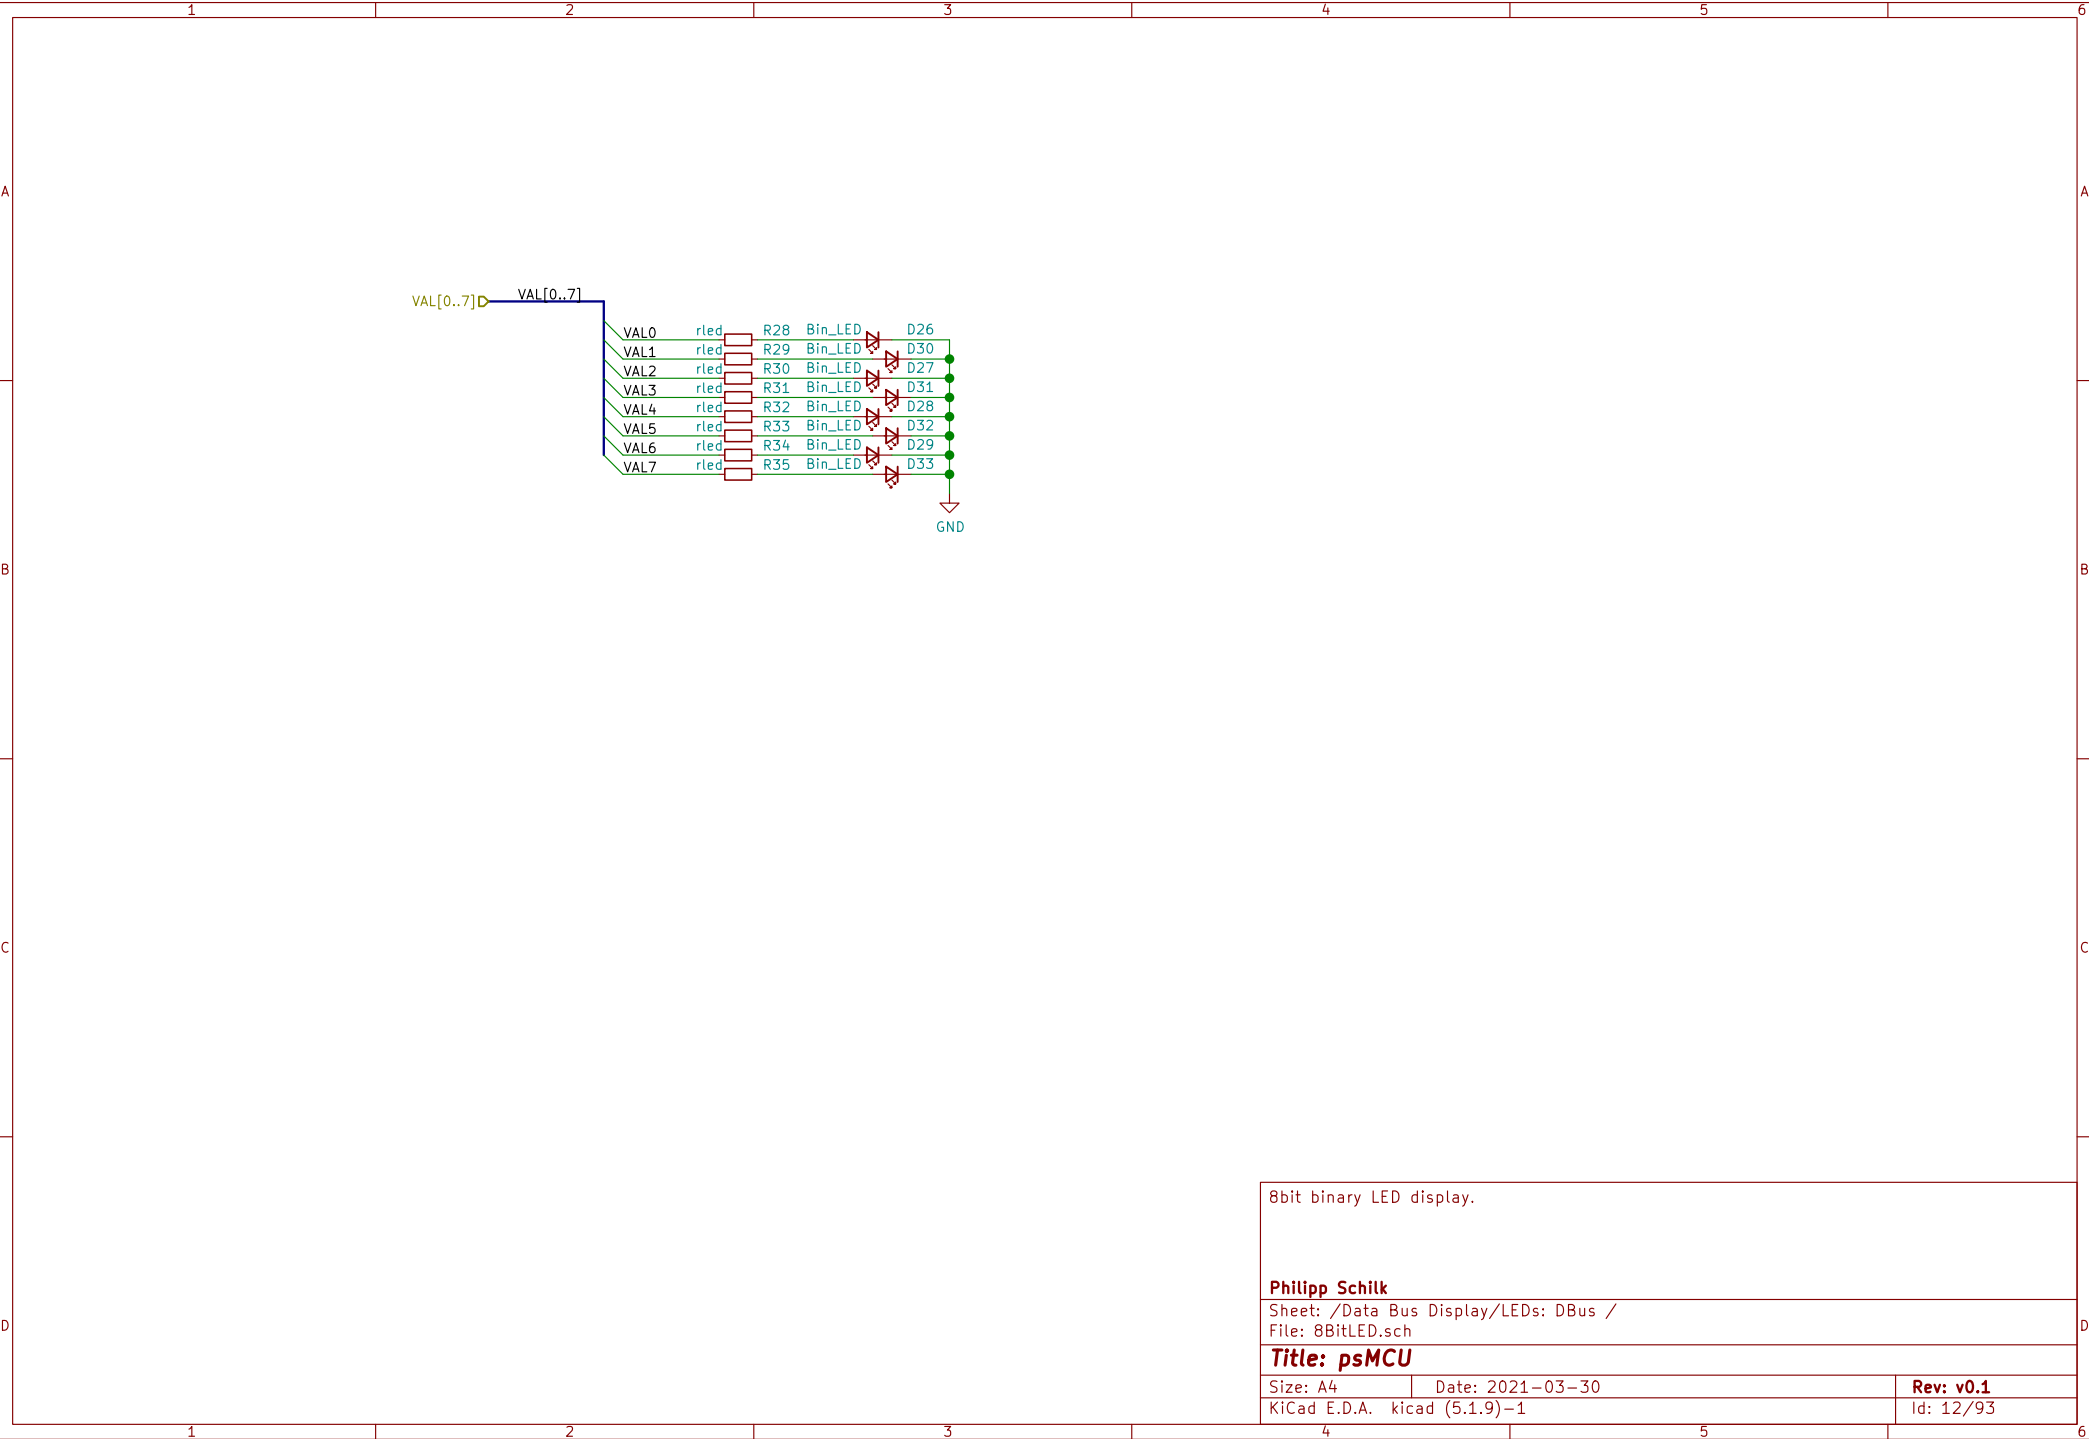 1 2 3 4 5 6
A A
VAL[0..7] VAL[0..7]
VAL0 rled R28 Bin_LED D26
VAL1 rled R29 Bin_LED D30
VAL2 rled R30 Bin_LED D27
VAL3 rled R31 Bin_LED D31
VAL4 rled R32 Bin_LED D28
VAL5 rled R33 Bin_LED D32
VAL6 rled R34 Bin_LED D29
VAL7 rled R35 Bin_LED D33
GND
B B
C C
8bit binary LED display.
Philipp Schilk
Sheet: /Data Bus Display/LEDs: DBus /
D D
File: 8BitLED.sch
Title: psMCU
Size: A4 Date: 2021-03-30 Rev: v0.1
KiCad E.D.A. kicad (5.1.9)-1 Id: 12/93
1 2 3 4 5 6